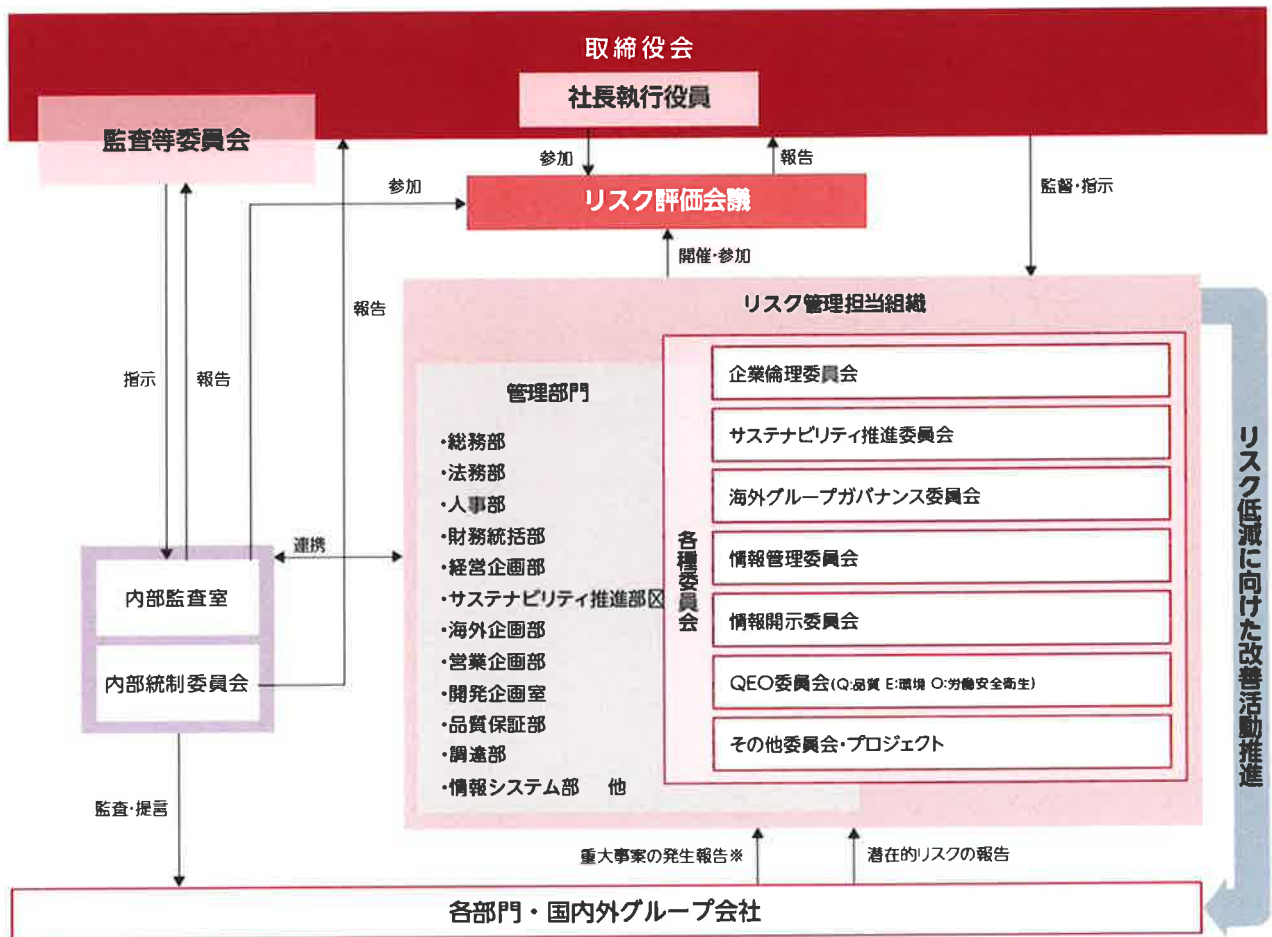 取締役会
社長執行役員
監査等委員会
参加
報告
参加
リスク評価会議
監督・指示
開催・参加
報告
リスク管理担当組織
指示
報告
管理部門
・総務部
・法務部
・人事部
・財務統括部
・経営企画部
・サステナビリティ推進部☒
・海外企画部
・営業企画部
・開発企画室
・品質保証部
・調達部
・情報システム部 他
各種委員会
企業倫理委員会
サステナビリティ推進委員会
海外グループガバナンス委員会
情報管理委員会
情報開示委員会
QEO委員会(Q:品質 E:環境 O:労働安全衛生)
その他委員会・プロジェクト
リスク低減に向けた改善活動推進
連携
内部監査室
内部統制委員会
監査・提言
重大事案の発生報告※
潜在的リスクの報告
各部門・国内外グループ会社